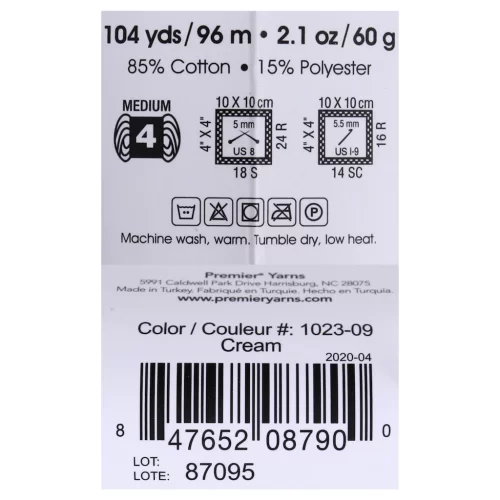 104 yds/96 m • 2.1 oz/60 g
85% Cotton • 15% Polyester
MEDIUM
4
10 X 10 cm
4" X 4"
5 mm
US 8
24 R
18 S
10 X 10 cm
4" X 4"
5.5 mm
US I-9
16 R
14 SC
P
Machine wash, warm. Tumble dry, low heat.
Premier® Yarns
5991 Caldwell Park Drive Harrisburg, NC 28075
Made in Turkey. Fabriqué en Turquie. Hecho en Turquia.
www.premieryarns.com
Color / Couleur #: 1023-09
Cream
2020-04
8 47652 08790 0
LOT:
LOTE: 87095